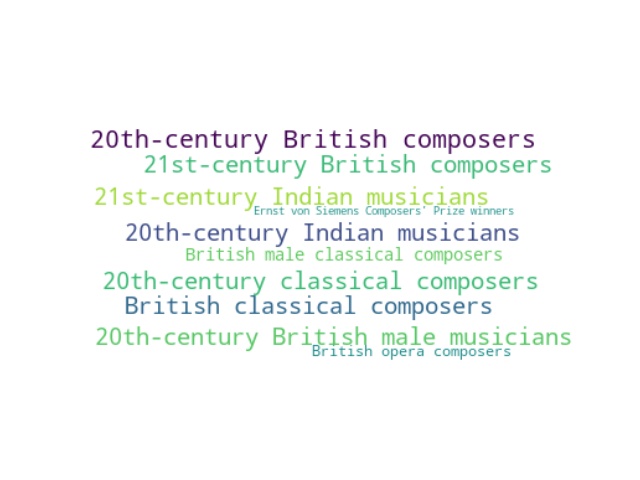 20th-century British composers
21st-century British composers
21st-century Indian musicians
Ernst von Siemens Composers' Prize winners
20th-century Indian musicians
British male classical composers
20th-century classical composers
British classical composers
20th-century British male musicians
British opera composers